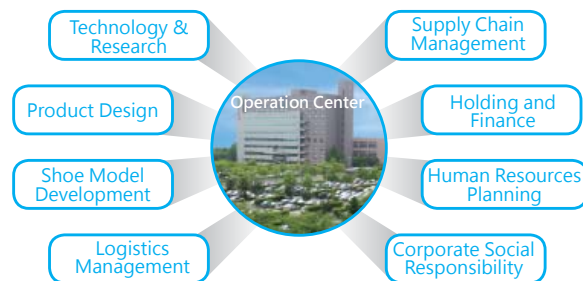 Technology &
Research
Supply Chain
Management
Operation Center
Product Design
Holding and
Finance
Shoe Model
Development
Human Resources
Planning
Logistics
Management
Corporate Social
Responsibility